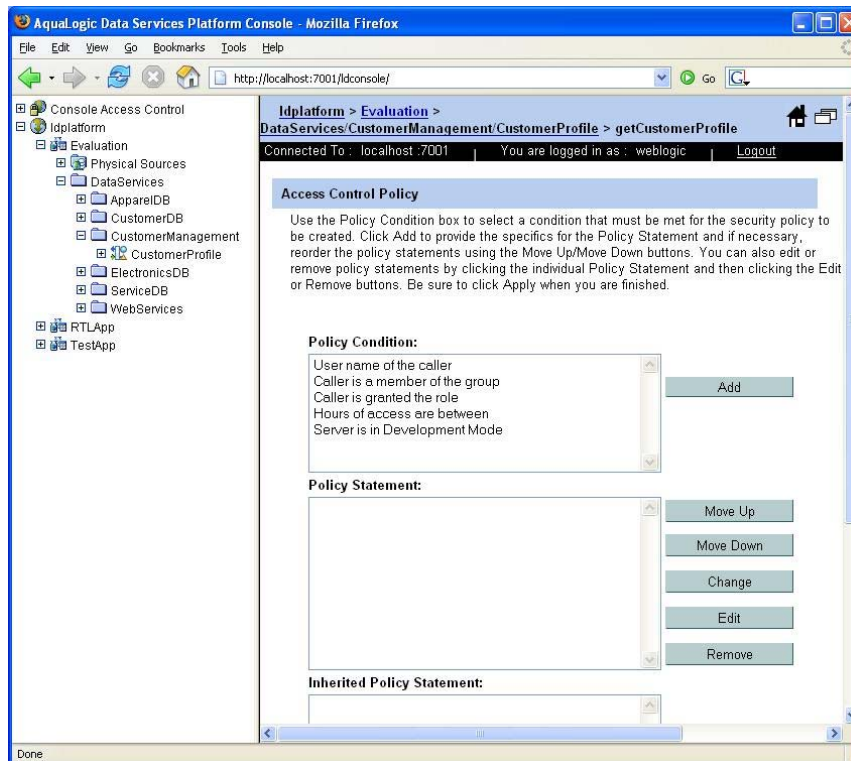 AquaLogic Data Services Platform Console - Mozilla Firefox
File Edit View Go Bookmarks Tools Help
http://localhost:7001/ldconsole/
Go
Console Access Control
ldplatform
Evaluation
Physical Sources
DataServices
ApparelDB
CustomerDB
CustomerManagement
CustomerProfile
ElectronicsDB
ServiceDB
WebServices
RTLApp
TestApp
ldplatform > Evaluation >
DataServices/CustomerManagement/CustomerProfile > getCustomerProfile
Connected To : localhost :7001 | You are logged in as : weblogic | Logout
Access Control Policy
Use the Policy Condition box to select a condition that must be met for the security policy to
be created. Click Add to provide the specifics for the Policy Statement and if necessary,
reorder the policy statements using the Move Up/Move Down buttons. You can also edit or
remove policy statements by clicking the individual Policy Statement and then clicking the Edit
or Remove buttons. Be sure to click Apply when you are finished.
Policy Condition:
User name of the caller
Caller is a member of the group
Caller is granted the role
Hours of access are between
Server is in Development Mode
Add
Policy Statement:
Move Up
Move Down
Change
Edit
Remove
Inherited Policy Statement:
Done